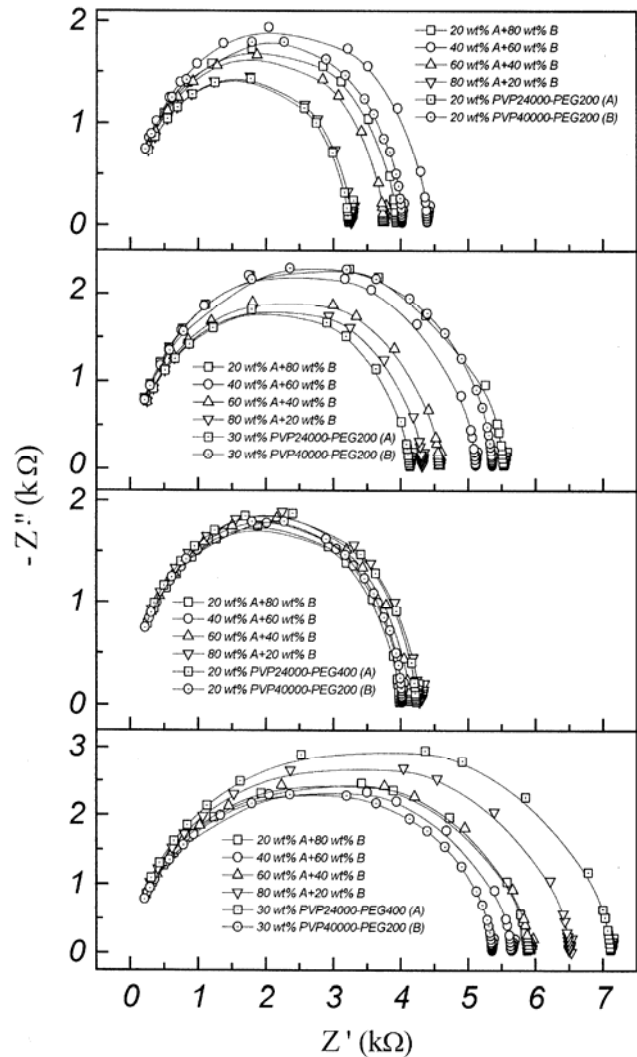 2
1
0
20 wt% A+80 wt% B
40 wt% A+60 wt% B
60 wt% A+40 wt% B
80 wt% A+20 wt% B
20 wt% PVP24000-PEG200 (A)
20 wt% PVP40000-PEG200 (B)
2
1
0
20 wt% A+80 wt% B
40 wt% A+60 wt% B
60 wt% A+40 wt% B
80 wt% A+20 wt% B
30 wt% PVP24000-PEG200 (A)
30 wt% PVP40000-PEG200 (B)
-Z" (kΩ)
2
1
0
20 wt% A+80 wt% B
40 wt% A+60 wt% B
60 wt% A+40 wt% B
80 wt% A+20 wt% B
20 wt% PVP24000-PEG400 (A)
20 wt% PVP40000-PEG200 (B)
3
2
1
0
20 wt% A+80 wt% B
40 wt% A+60 wt% B
60 wt% A+40 wt% B
80 wt% A+20 wt% B
30 wt% PVP24000-PEG400 (A)
30 wt% PVP40000-PEG200 (B)
0 1 2 3 4 5 6 7
Z' (kΩ)